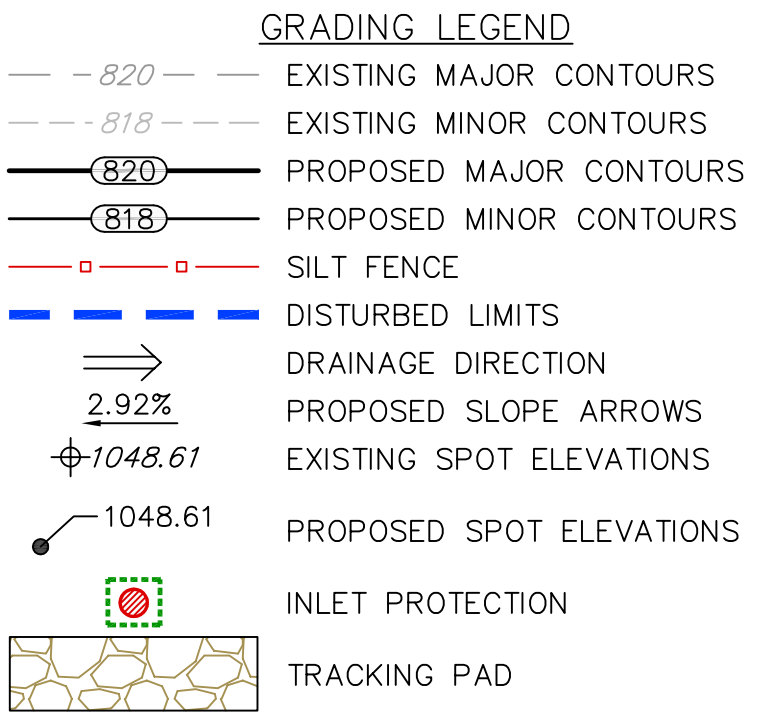 GRADING LEGEND
820 EXISTING MAJOR CONTOURS
818 EXISTING MINOR CONTOURS
820 PROPOSED MAJOR CONTOURS
818 PROPOSED MINOR CONTOURS
SILT FENCE
DISTURBED LIMITS
DRAINAGE DIRECTION
2.92% PROPOSED SLOPE ARROWS
1048.61 EXISTING SPOT ELEVATIONS
1048.61 PROPOSED SPOT ELEVATIONS
INLET PROTECTION
TRACKING PAD